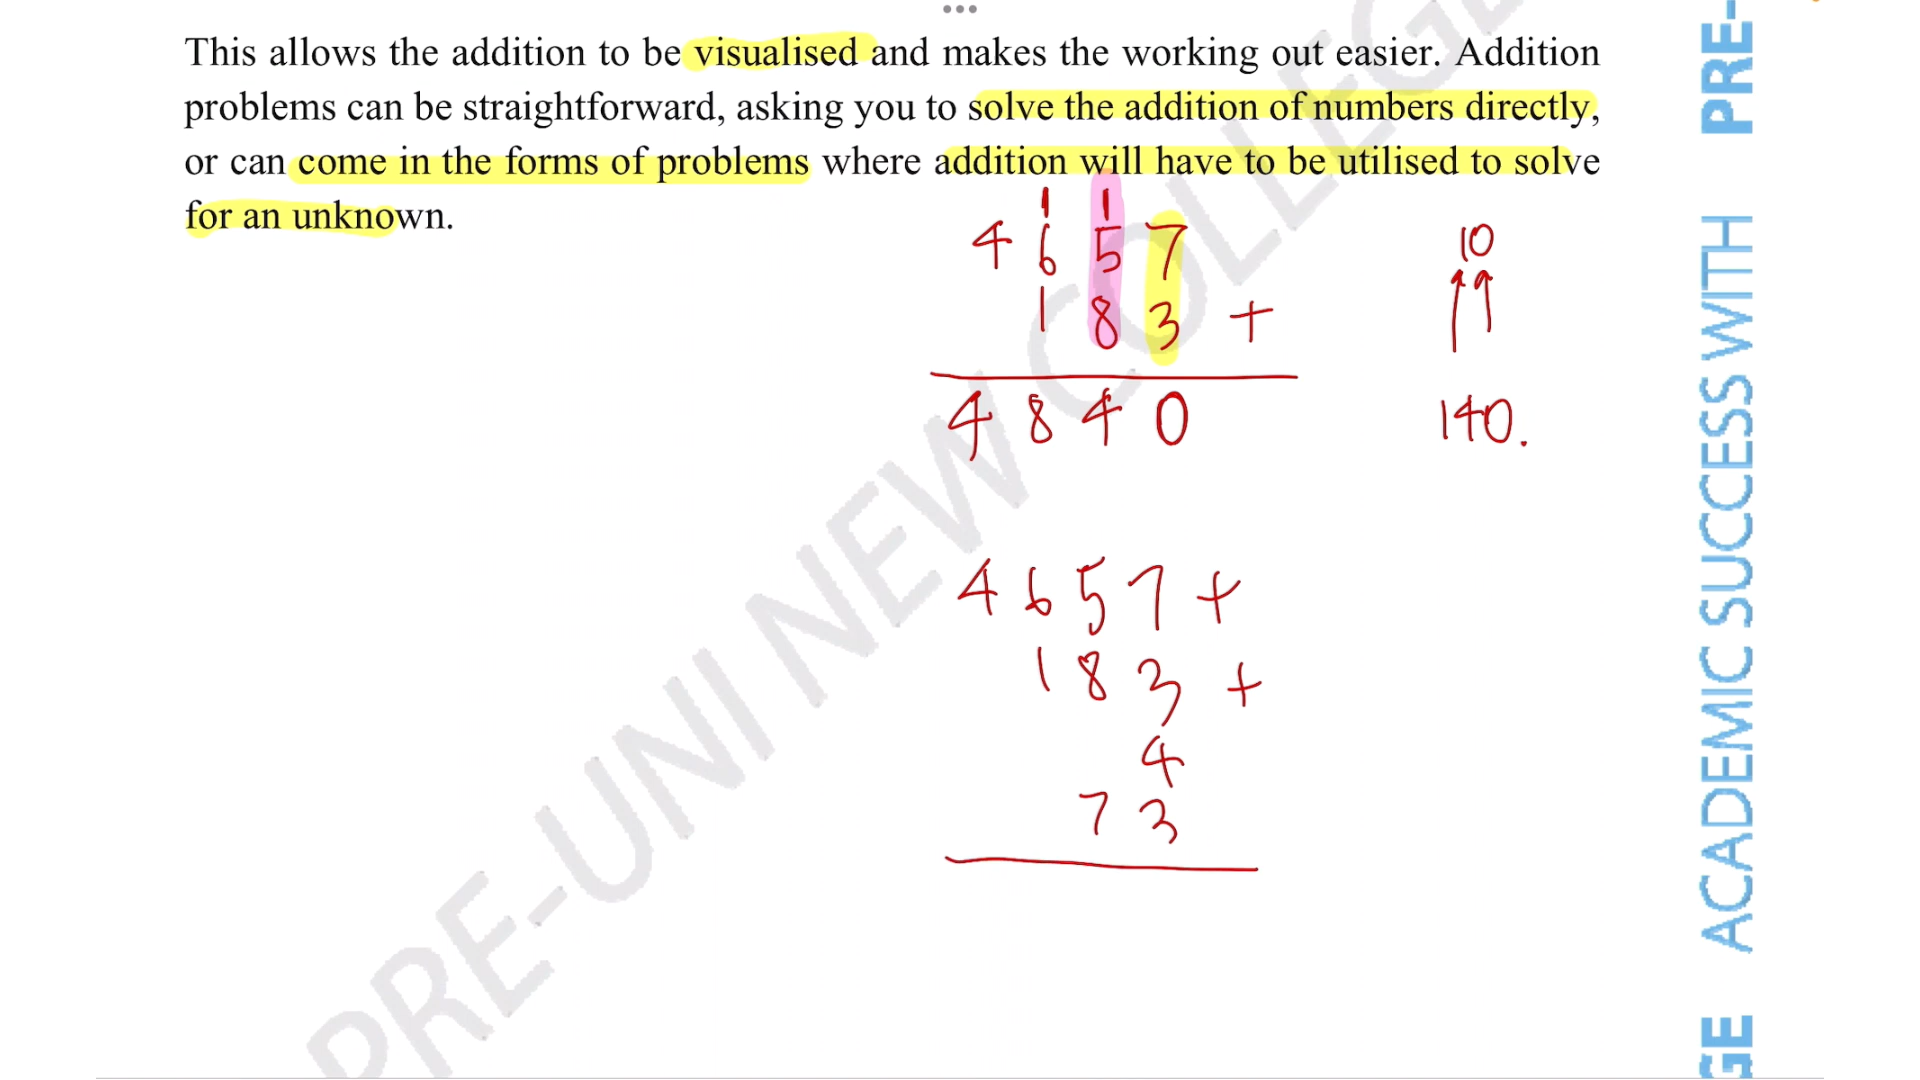 This allows the addition to be visualised and makes the working out easier. Addition
problems can be straightforward, asking you to solve the addition of numbers directly,
or can come in the forms of problems where addition will have to be utilised to solve
for an unknown.
1 1
4 6 5 7
1 8 3 +
4 8 4 0
10
140.
4 6 5 7 +
1 8 3 +
4
7 3
PRE-UNI NEW COLLEGE
GE ACADEMIC SUCCESS WITH PRE-